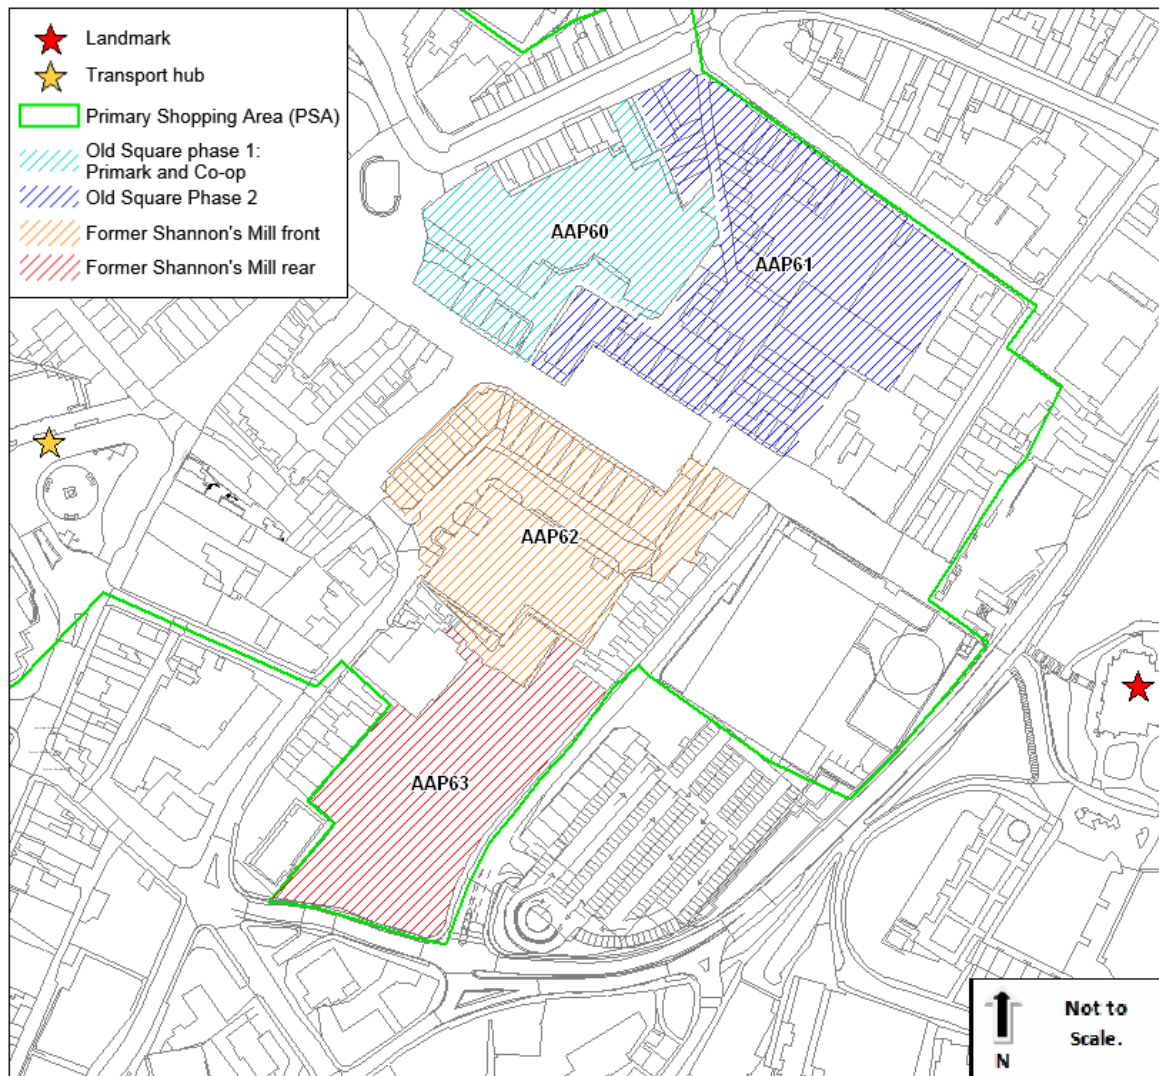 Landmark
Transport hub
Primary Shopping Area (PSA)
Old Square phase 1:
Primark and Co-op
Old Square Phase 2
Former Shannon's Mill front
Former Shannon's Mill rear
AAP60
AAP61
AAP62
AAP63
Not to
Scale.
N